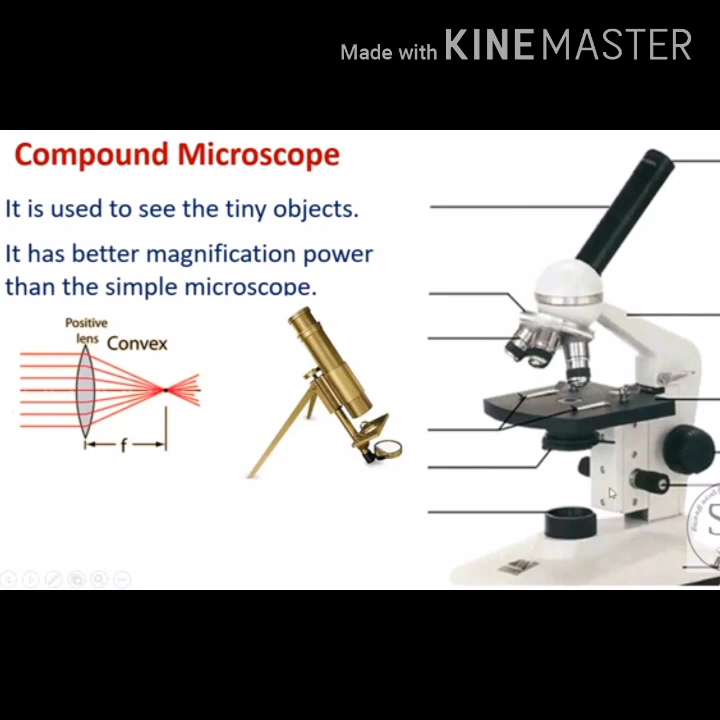 Made with KINEMASTER
Compound Microscope
It is used to see the tiny objects.
It has better magnification power
than the simple microscope.
Positive
lens
Convex
f